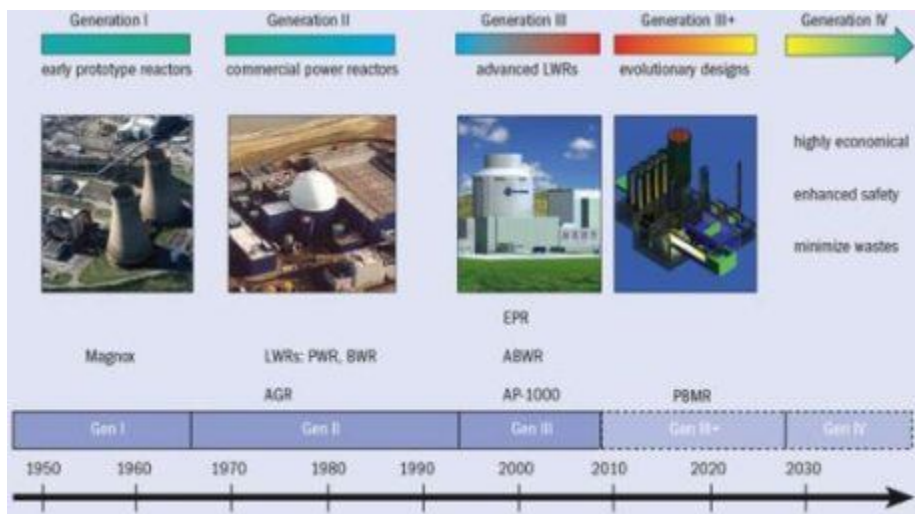 Generation I
Generation II
Generation III
Generation III+
Generation IV
early prototype reactors
commercial power reactors
advanced LWRs
evolutionary designs
highly economical
enhanced safety
minimize wastes
EPR
Magnox
LWRs: PWR, BWR
ABWR
AGR
AP-1000
PBMR
Gen I
Gen II
Gen III
Gen III+
Gen IV
1950
1960
1970
1980
1990
2000
2010
2020
2030